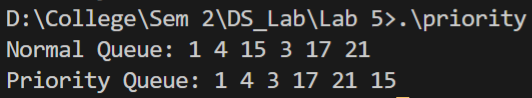 D:\College\Sem 2\DS_Lab\Lab 5>.\priority
Normal Queue: 1 4 15 3 17 21
Priority Queue: 1 4 3 17 21 15